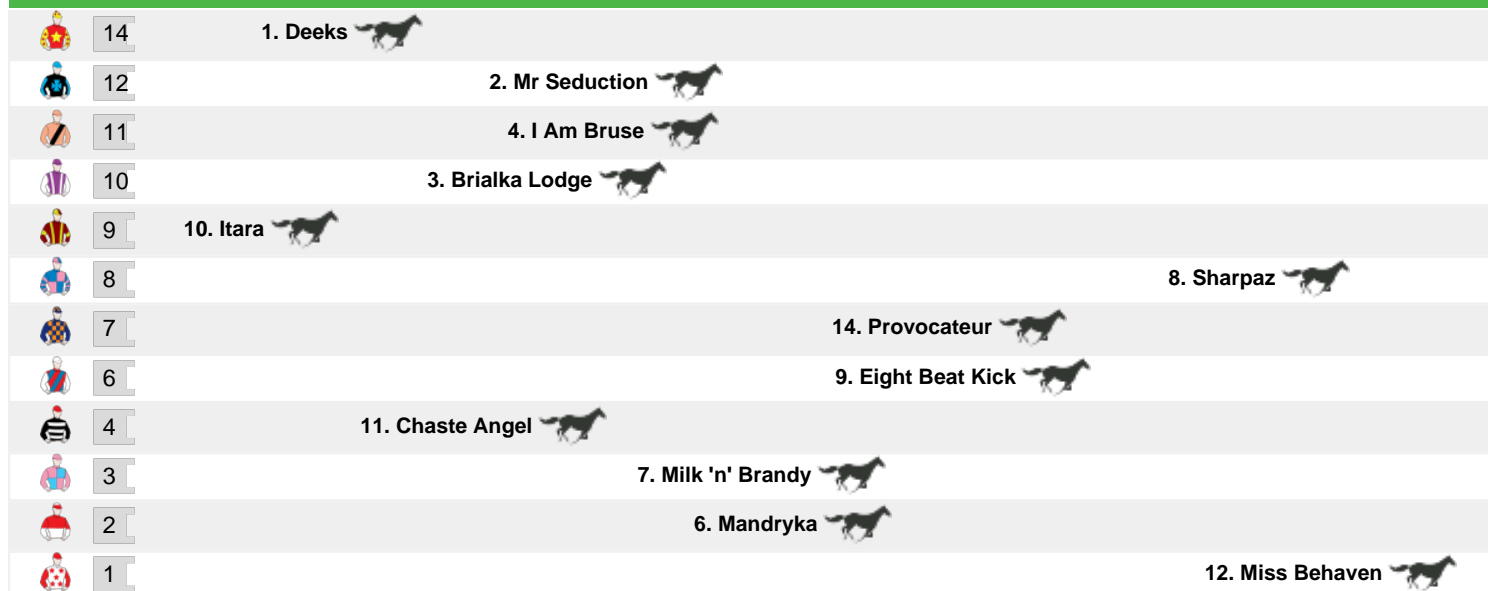 14 1. Deeks
12 2. Mr Seduction
11 4. I Am Bruse
10 3. Brialka Lodge
9 10. Itara
8 8. Sharpaz
7 14. Provocateur
6 9. Eight Beat Kick
4 11. Chaste Angel
3 7. Milk 'n' Brandy
2 6. Mandryka
1 12. Miss Behaven